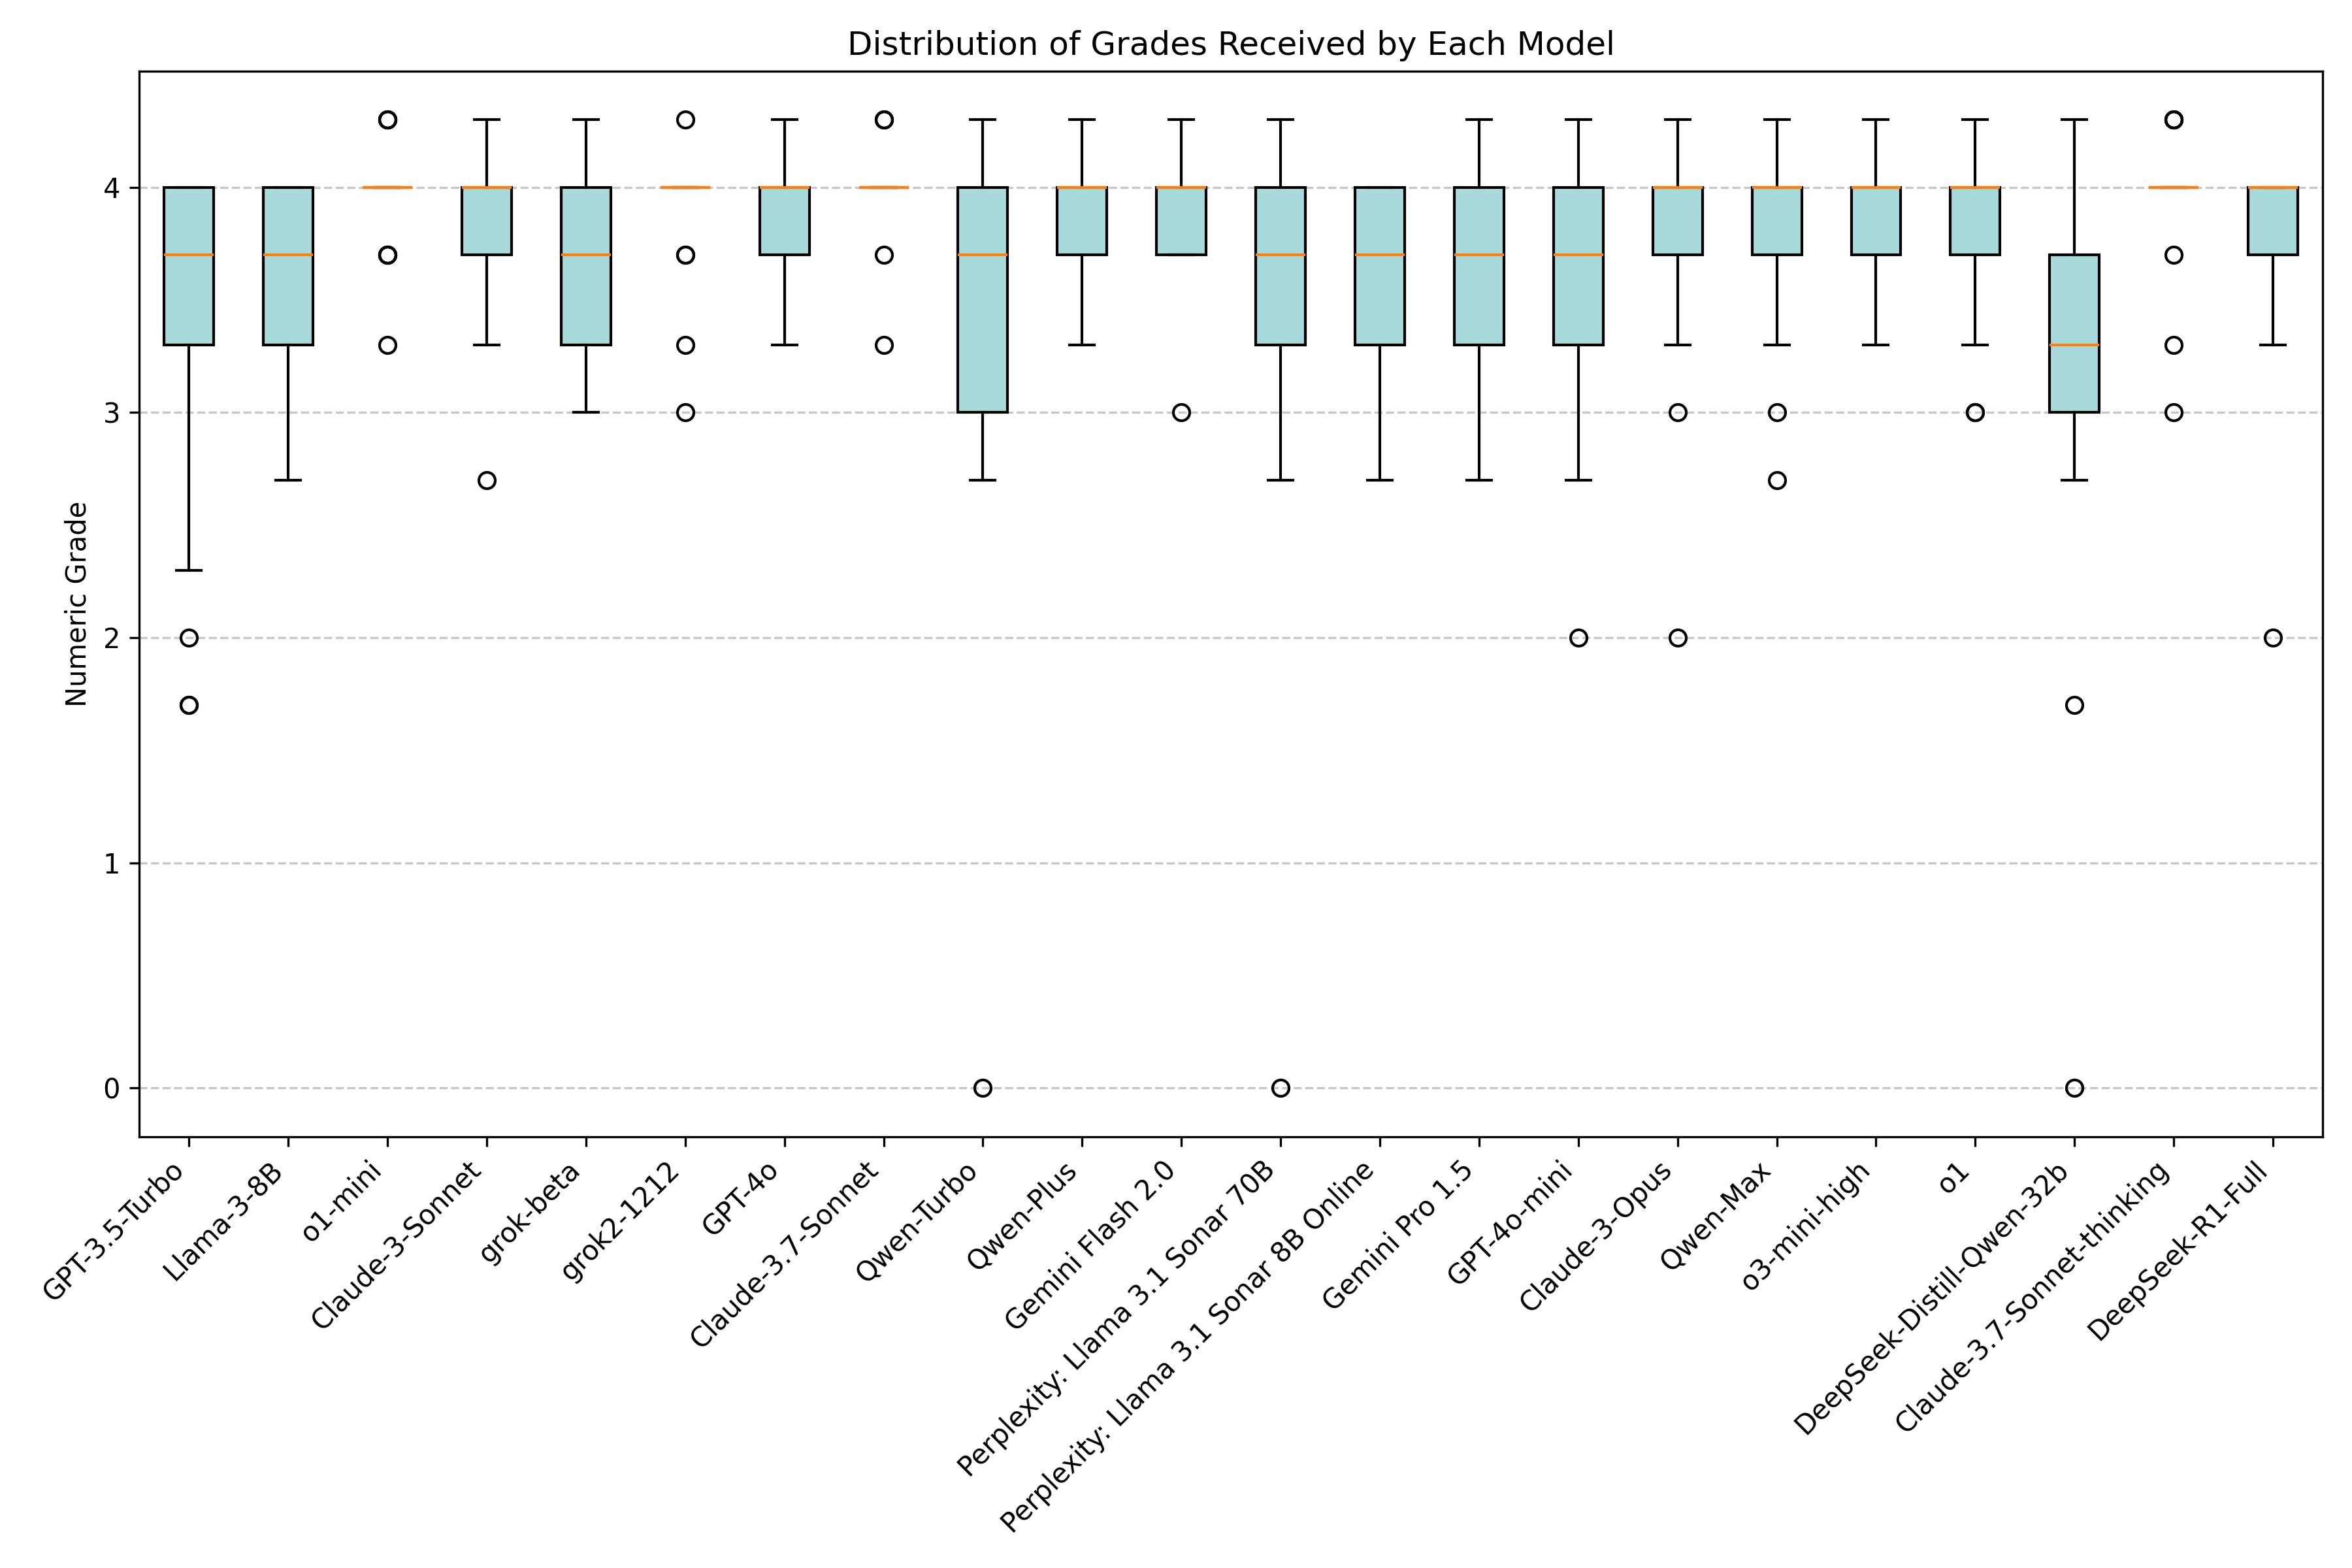 Distribution of Grades Received by Each Model
Numeric Grade
4
3
2
1
0
GPT-3.5-Turbo
Llama-3-8B
o1-mini
Claude-3-Sonnet
grok-beta
grok2-1212
GPT-4o
Claude-3.7-Sonnet
Qwen-Turbo
Qwen-Plus
Gemini Flash 2.0
Perplexity: Llama 3.1 Sonar 70B
Perplexity: Llama 3.1 Sonar 8B Online
Gemini Pro 1.5
GPT-4o-mini
Claude-3-Opus
Qwen-Max
o3-mini-high
o1
DeepSeek-Distill-Qwen-32b
Claude-3.7-Sonnet-thinking
DeepSeek-R1-Full